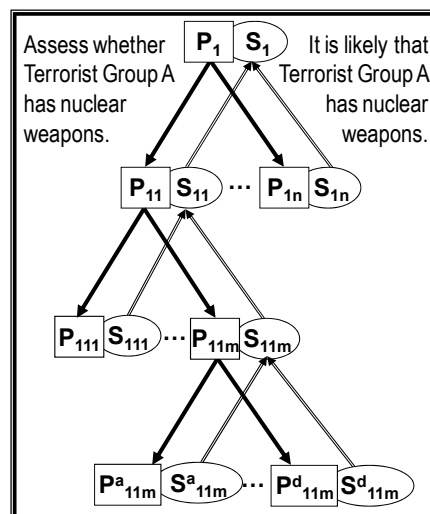 Assess whether
Terrorist Group A
has nuclear
weapons.
P1 S1
It is likely that
Terrorist Group A
has nuclear
weapons.
P11 S11 ... P1n S1n
P111 S111 ... P11m S11m
Pa11m Sa11m ... Pd11m Sd11m